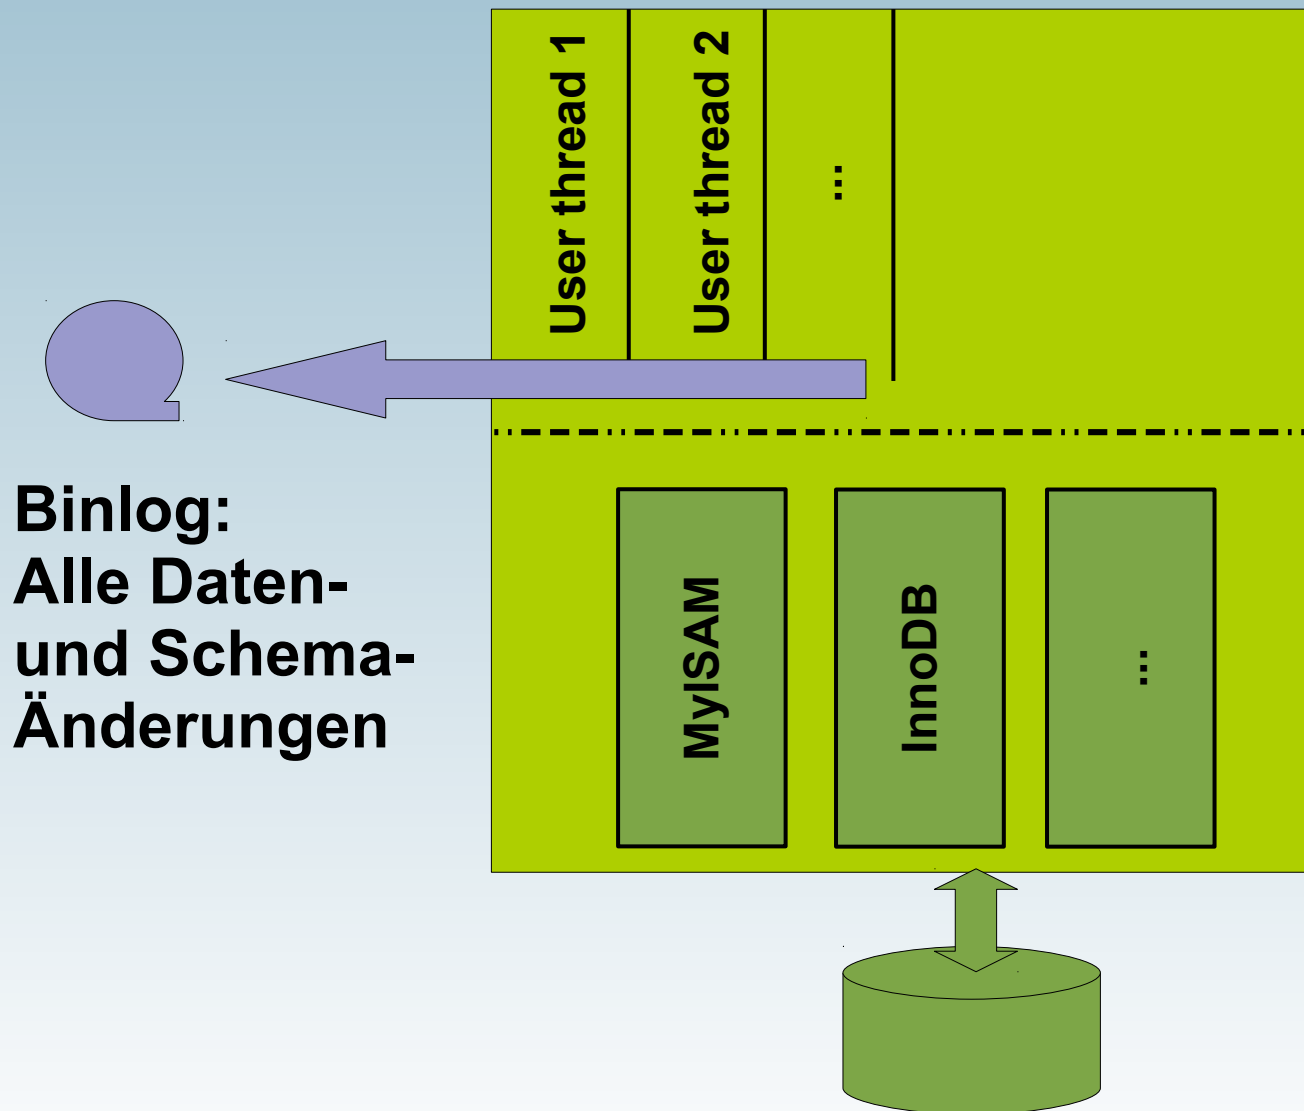 User thread 1
User thread 2
...
Binlog:
Alle Daten-
und Schema-
Änderungen
MyISAM
InnoDB
...